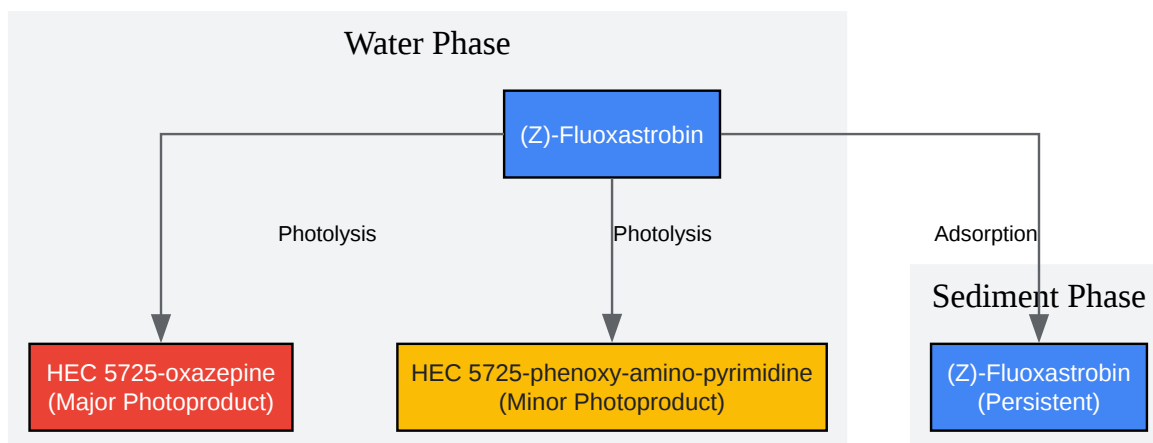 Water Phase
(Z)-Fluoxastrobin
Photolysis
Photolysis
Adsorption
Sediment Phase
HEC 5725-oxazepine
(Major Photoproduct)
HEC 5725-phenoxy-amino-pyrimidine
(Minor Photoproduct)
(Z)-Fluoxastrobin
(Persistent)